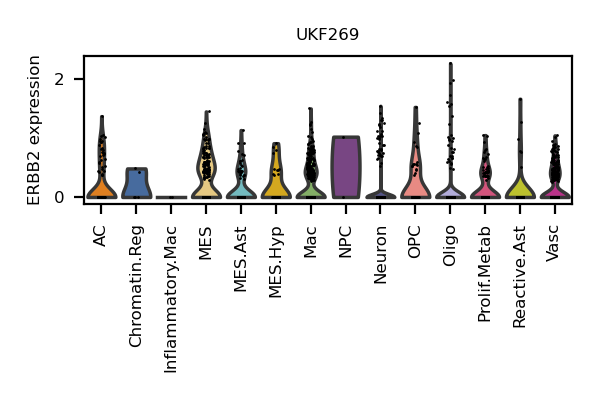 UKF269
ERBB2 expression
2
0
AC
Chromatin.Reg
Inflammatory.Mac
MES
MES.Ast
MES.Hyp
Mac
NPC
Neuron
OPC
Oligo
Prolif.Metab
Reactive.Ast
Vasc